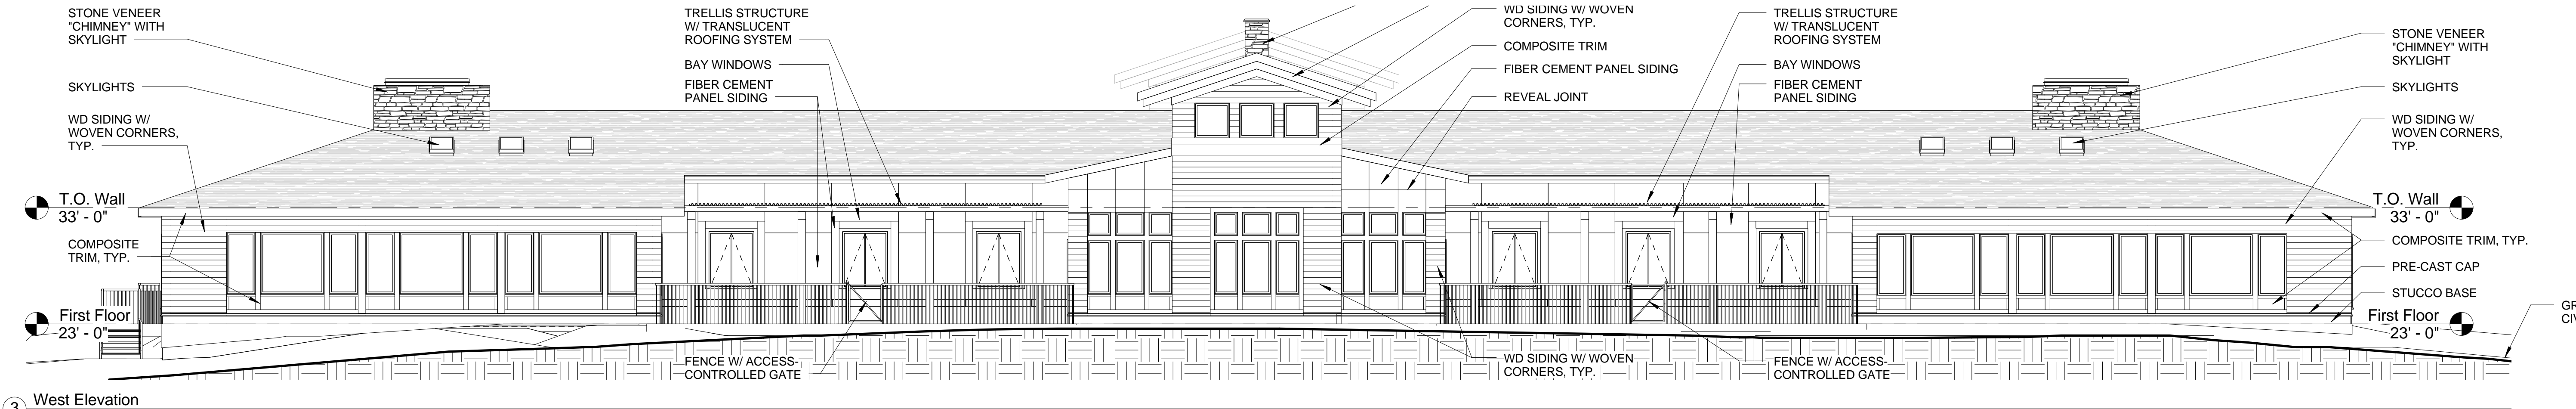 STONE VENEER
"CHIMNEY" WITH
SKYLIGHT
SKYLIGHTS
WD SIDING W/
WOVEN CORNERS,
TYP.
T.O. Wall
33' - 0"
COMPOSITE
TRIM, TYP.
First Floor
23' - 0"
TRELLIS STRUCTURE
W/ TRANSLUCENT
ROOFING SYSTEM
BAY WINDOWS
FIBER CEMENT
PANEL SIDING
FENCE W/ ACCESS-
CONTROLLED GATE
WD SIDING W/ WOVEN
CORNERS, TYP.
COMPOSITE TRIM
FIBER CEMENT PANEL SIDING
REVEAL JOINT
WD SIDING W/ WOVEN
CORNERS, TYP.
TRELLIS STRUCTURE
W/ TRANSLUCENT
ROOFING SYSTEM
BAY WINDOWS
FIBER CEMENT
PANEL SIDING
FENCE W/ ACCESS-
CONTROLLED GATE
STONE VENEER
"CHIMNEY" WITH
SKYLIGHT
SKYLIGHTS
WD SIDING W/
WOVEN CORNERS,
TYP.
T.O. Wall
33' - 0"
COMPOSITE TRIM, TYP.
PRE-CAST CAP
STUCCO BASE
First Floor
23' - 0"
3 West Elevation